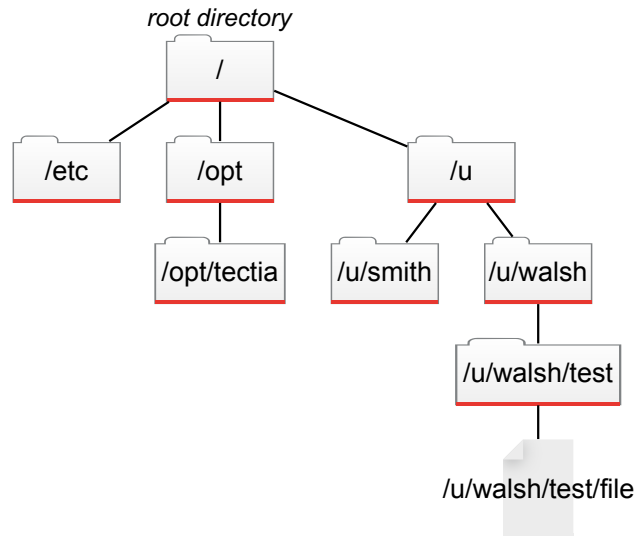 root directory
/
/etc
/opt
/u
/opt/tectia
/u/smith
/u/walsh
/u/walsh/test
/u/walsh/test/file